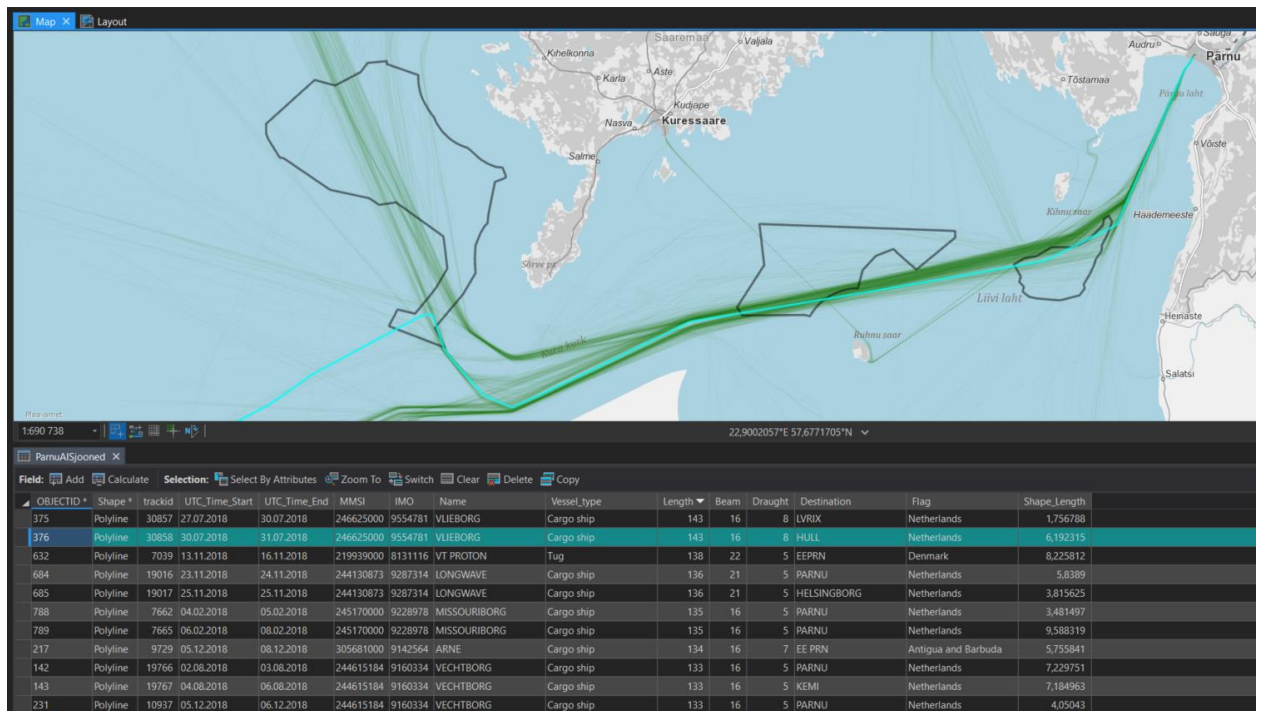 Map × Layout
Kihelkonna
Saaremaa
Valjala
Sauga
Audru
Pärnu
Karla
Aste
Tõstamaa
Pärnu laht
Kudjape
Nasva
Kuressaare
Võiste
Salme
Kihnu saar
Häädemeeste
Sõrve ps
Liivi laht
Heinaste
Kura kurk
Ruhnu saar
Salatsi
Maa-amet
1:690 738
22,9002057°E 57,6771705°N
ParnuAISjooned ×
Field: Add Calculate Selection: Select By Attributes Zoom To Switch Clear Delete Copy
OBJECTID * Shape * trackid UTC_Time_Start UTC_Time_End MMSI IMO Name Vessel_type Length Beam Draught Destination Flag Shape_Length
375 Polyline 30857 27.07.2018 30.07.2018 246625000 9554781 VLIEBORG Cargo ship 143 16 8 LVRIX Netherlands 1,756788
376 Polyline 30858 30.07.2018 31.07.2018 246625000 9554781 VLIEBORG Cargo ship 143 16 8 HULL Netherlands 6,192315
632 Polyline 7039 13.11.2018 16.11.2018 219939000 8131116 VT PROTON Tug 138 22 5 EEPRN Denmark 8,225812
684 Polyline 19016 23.11.2018 24.11.2018 244130873 9287314 LONGWAVE Cargo ship 136 21 5 PARNU Netherlands 5,8389
685 Polyline 19017 25.11.2018 25.11.2018 244130873 9287314 LONGWAVE Cargo ship 136 21 5 HELSINGBORG Netherlands 3,815625
788 Polyline 7662 04.02.2018 05.02.2018 245170000 9228978 MISSOURIBORG Cargo ship 135 16 5 PARNU Netherlands 3,481497
789 Polyline 7665 06.02.2018 08.02.2018 245170000 9228978 MISSOURIBORG Cargo ship 135 16 5 PARNU Netherlands 9,588319
217 Polyline 9729 05.12.2018 08.12.2018 305681000 9142564 ARNE Cargo ship 134 16 7 EE PRN Antigua and Barbuda 5,755841
142 Polyline 19766 02.08.2018 03.08.2018 244615184 9160334 VECHTBORG Cargo ship 133 16 5 PARNU Netherlands 7,229751
143 Polyline 19767 04.08.2018 06.08.2018 244615184 9160334 VECHTBORG Cargo ship 133 16 5 KEMI Netherlands 7,184963
231 Polyline 10937 05.12.2018 06.12.2018 244615184 9160334 VECHTBORG Cargo ship 133 16 5 PARNU Netherlands 4,05043